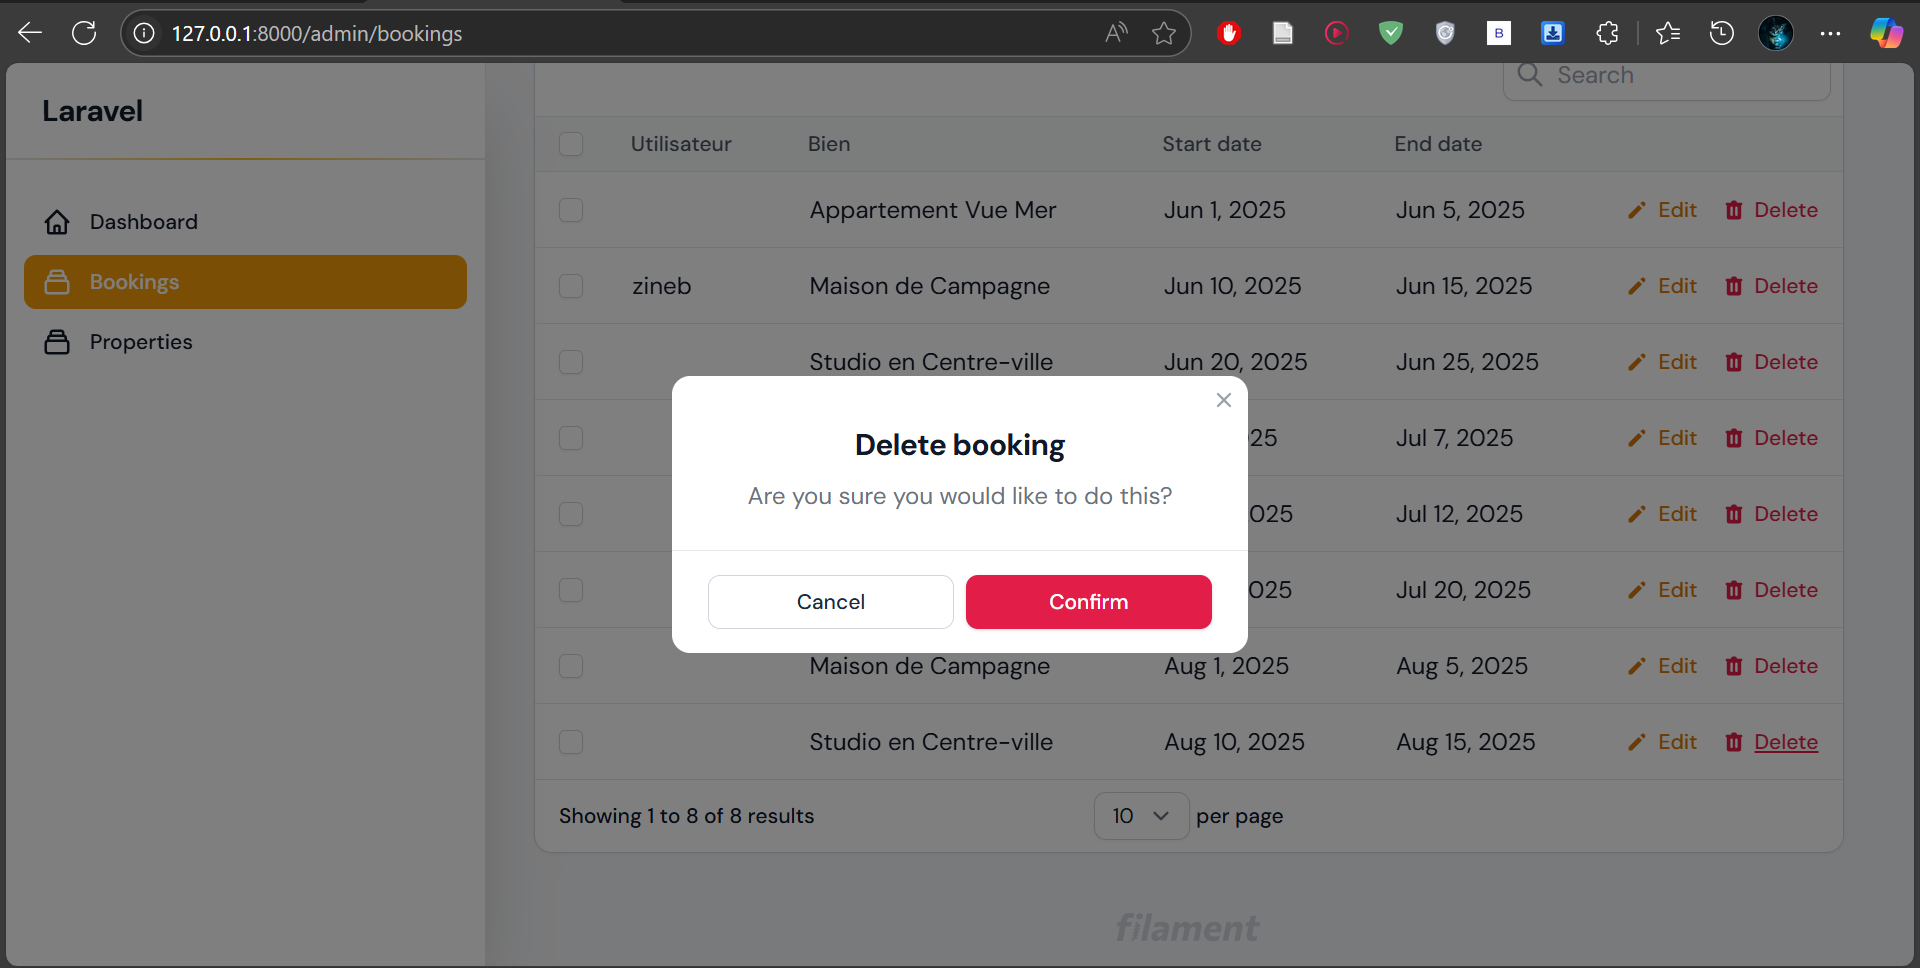 127.0.0.1:8000/admin/bookings
Laravel
Search
Dashboard
Bookings
Properties
Utilisateur Bien Start date End date
Appartement Vue Mer Jun 1, 2025 Jun 5, 2025 Edit Delete
zineb Maison de Campagne Jun 10, 2025 Jun 15, 2025 Edit Delete
Studio en Centre-ville Jun 20, 2025 Jun 25, 2025 Edit Delete
25 Jul 7, 2025 Edit Delete
025 Jul 12, 2025 Edit Delete
025 Jul 20, 2025 Edit Delete
Maison de Campagne Aug 1, 2025 Aug 5, 2025 Edit Delete
Studio en Centre-ville Aug 10, 2025 Aug 15, 2025 Edit Delete
Delete booking
Are you sure you would like to do this?
Cancel Confirm
Showing 1 to 8 of 8 results 10 per page
filament